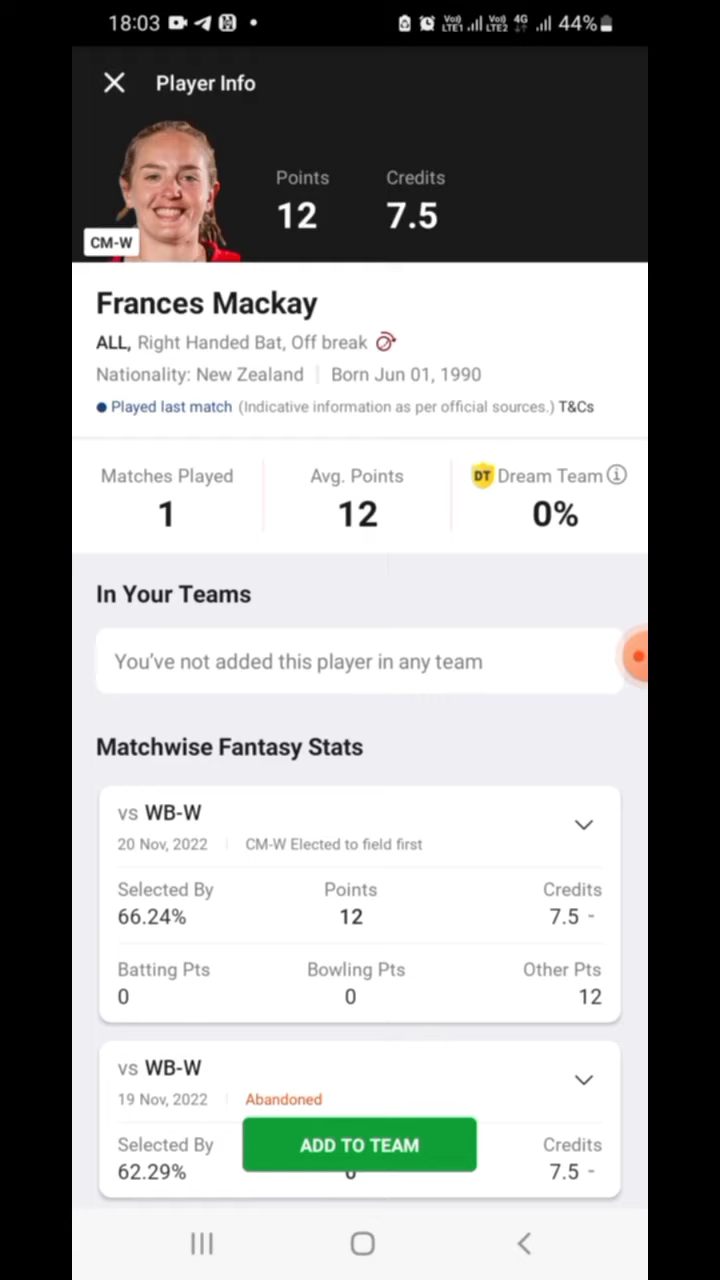 18:03 Vo)) LTE1 Vo)) LTE2 4G 44%
Player Info
Points Credits
12 7.5
CM-W
Frances Mackay
ALL, Right Handed Bat, Off break
Nationality: New Zealand Born Jun 01, 1990
Played last match (Indicative information as per official sources.) T&Cs
Matches Played Avg. Points DT Dream Team
1 12 0%
In Your Teams
You've not added this player in any team
Matchwise Fantasy Stats
vs WB-W
20 Nov, 2022 CM-W Elected to field first
Selected By Points Credits
66.24% 12 7.5 -
Batting Pts Bowling Pts Other Pts
0 0 12
vs WB-W
19 Nov, 2022 Abandoned
Selected By ADD TO TEAM Credits
62.29% 7.5 -